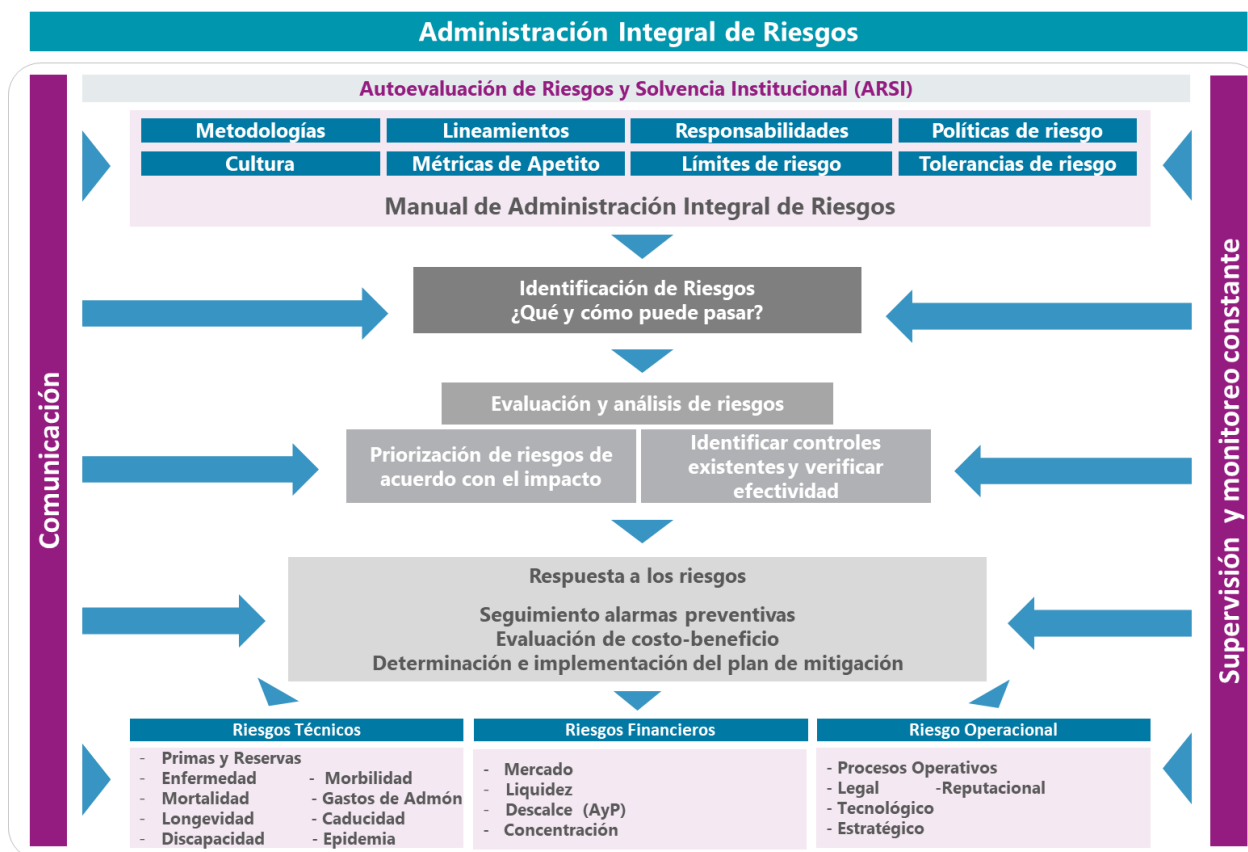 Administración Integral de Riesgos
Autoevaluación de Riesgos y Solvencia Institucional (ARSI)
Metodologías
Lineamientos
Responsabilidades
Políticas de riesgo
Cultura
Métricas de Apetito
Límites de riesgo
Tolerancias de riesgo
Manual de Administración Integral de Riesgos
Comunicación
Supervisión y monitoreo constante
Identificación de Riesgos
¿Qué y cómo puede pasar?
Evaluación y análisis de riesgos
Priorización de riesgos de
acuerdo con el impacto
Identificar controles
existentes y verificar
efectividad
Respuesta a los riesgos
Seguimiento alarmas preventivas
Evaluación de costo-beneficio
Determinación e implementación del plan de mitigación
Riesgos Técnicos
- Primas y Reservas
- Enfermedad - Morbilidad
- Mortalidad - Gastos de Admón
- Longevidad - Caducidad
- Discapacidad - Epidemia
Riesgos Financieros
- Mercado
- Liquidez
- Descalce (AyP)
- Concentración
Riesgo Operacional
- Procesos Operativos
- Legal -Reputacional
- Tecnológico
- Estratégico